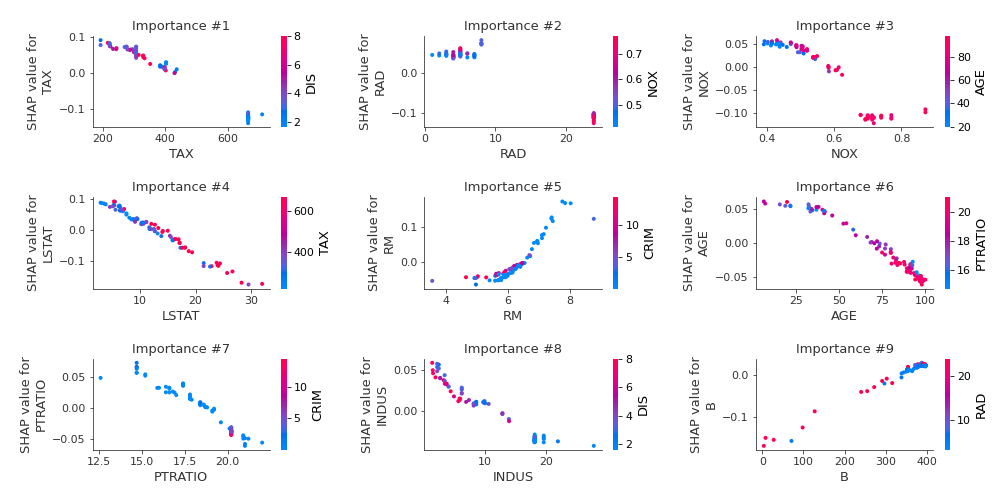 Importance #1
SHAP value for
TAX
0.1
0.0
−0.1
200
400
600
TAX
8
6
4
2
DIS
Importance #2
SHAP value for
RAD
0.0
−0.1
0
10
20
RAD
0.7
0.6
0.5
NOX
Importance #3
SHAP value for
NOX
0.05
0.00
−0.05
−0.10
0.4
0.6
0.8
NOX
80
60
40
20
AGE
Importance #4
SHAP value for
LSTAT
0.1
0.0
−0.1
10
20
30
LSTAT
600
400
TAX
Importance #5
SHAP value for
RM
0.1
0.0
4
6
8
RM
10
5
CRIM
Importance #6
SHAP value for
AGE
0.05
0.00
−0.05
25
50
75
100
AGE
20
18
16
PTRATIO
Importance #7
SHAP value for
PTRATIO
0.05
0.00
−0.05
12.5
15.0
17.5
20.0
PTRATIO
10
5
CRIM
Importance #8
SHAP value for
INDUS
0.05
0.00
10
20
INDUS
8
6
4
2
DIS
Importance #9
SHAP value for
B
0.0
−0.1
0
100
200
300
400
B
20
10
RAD